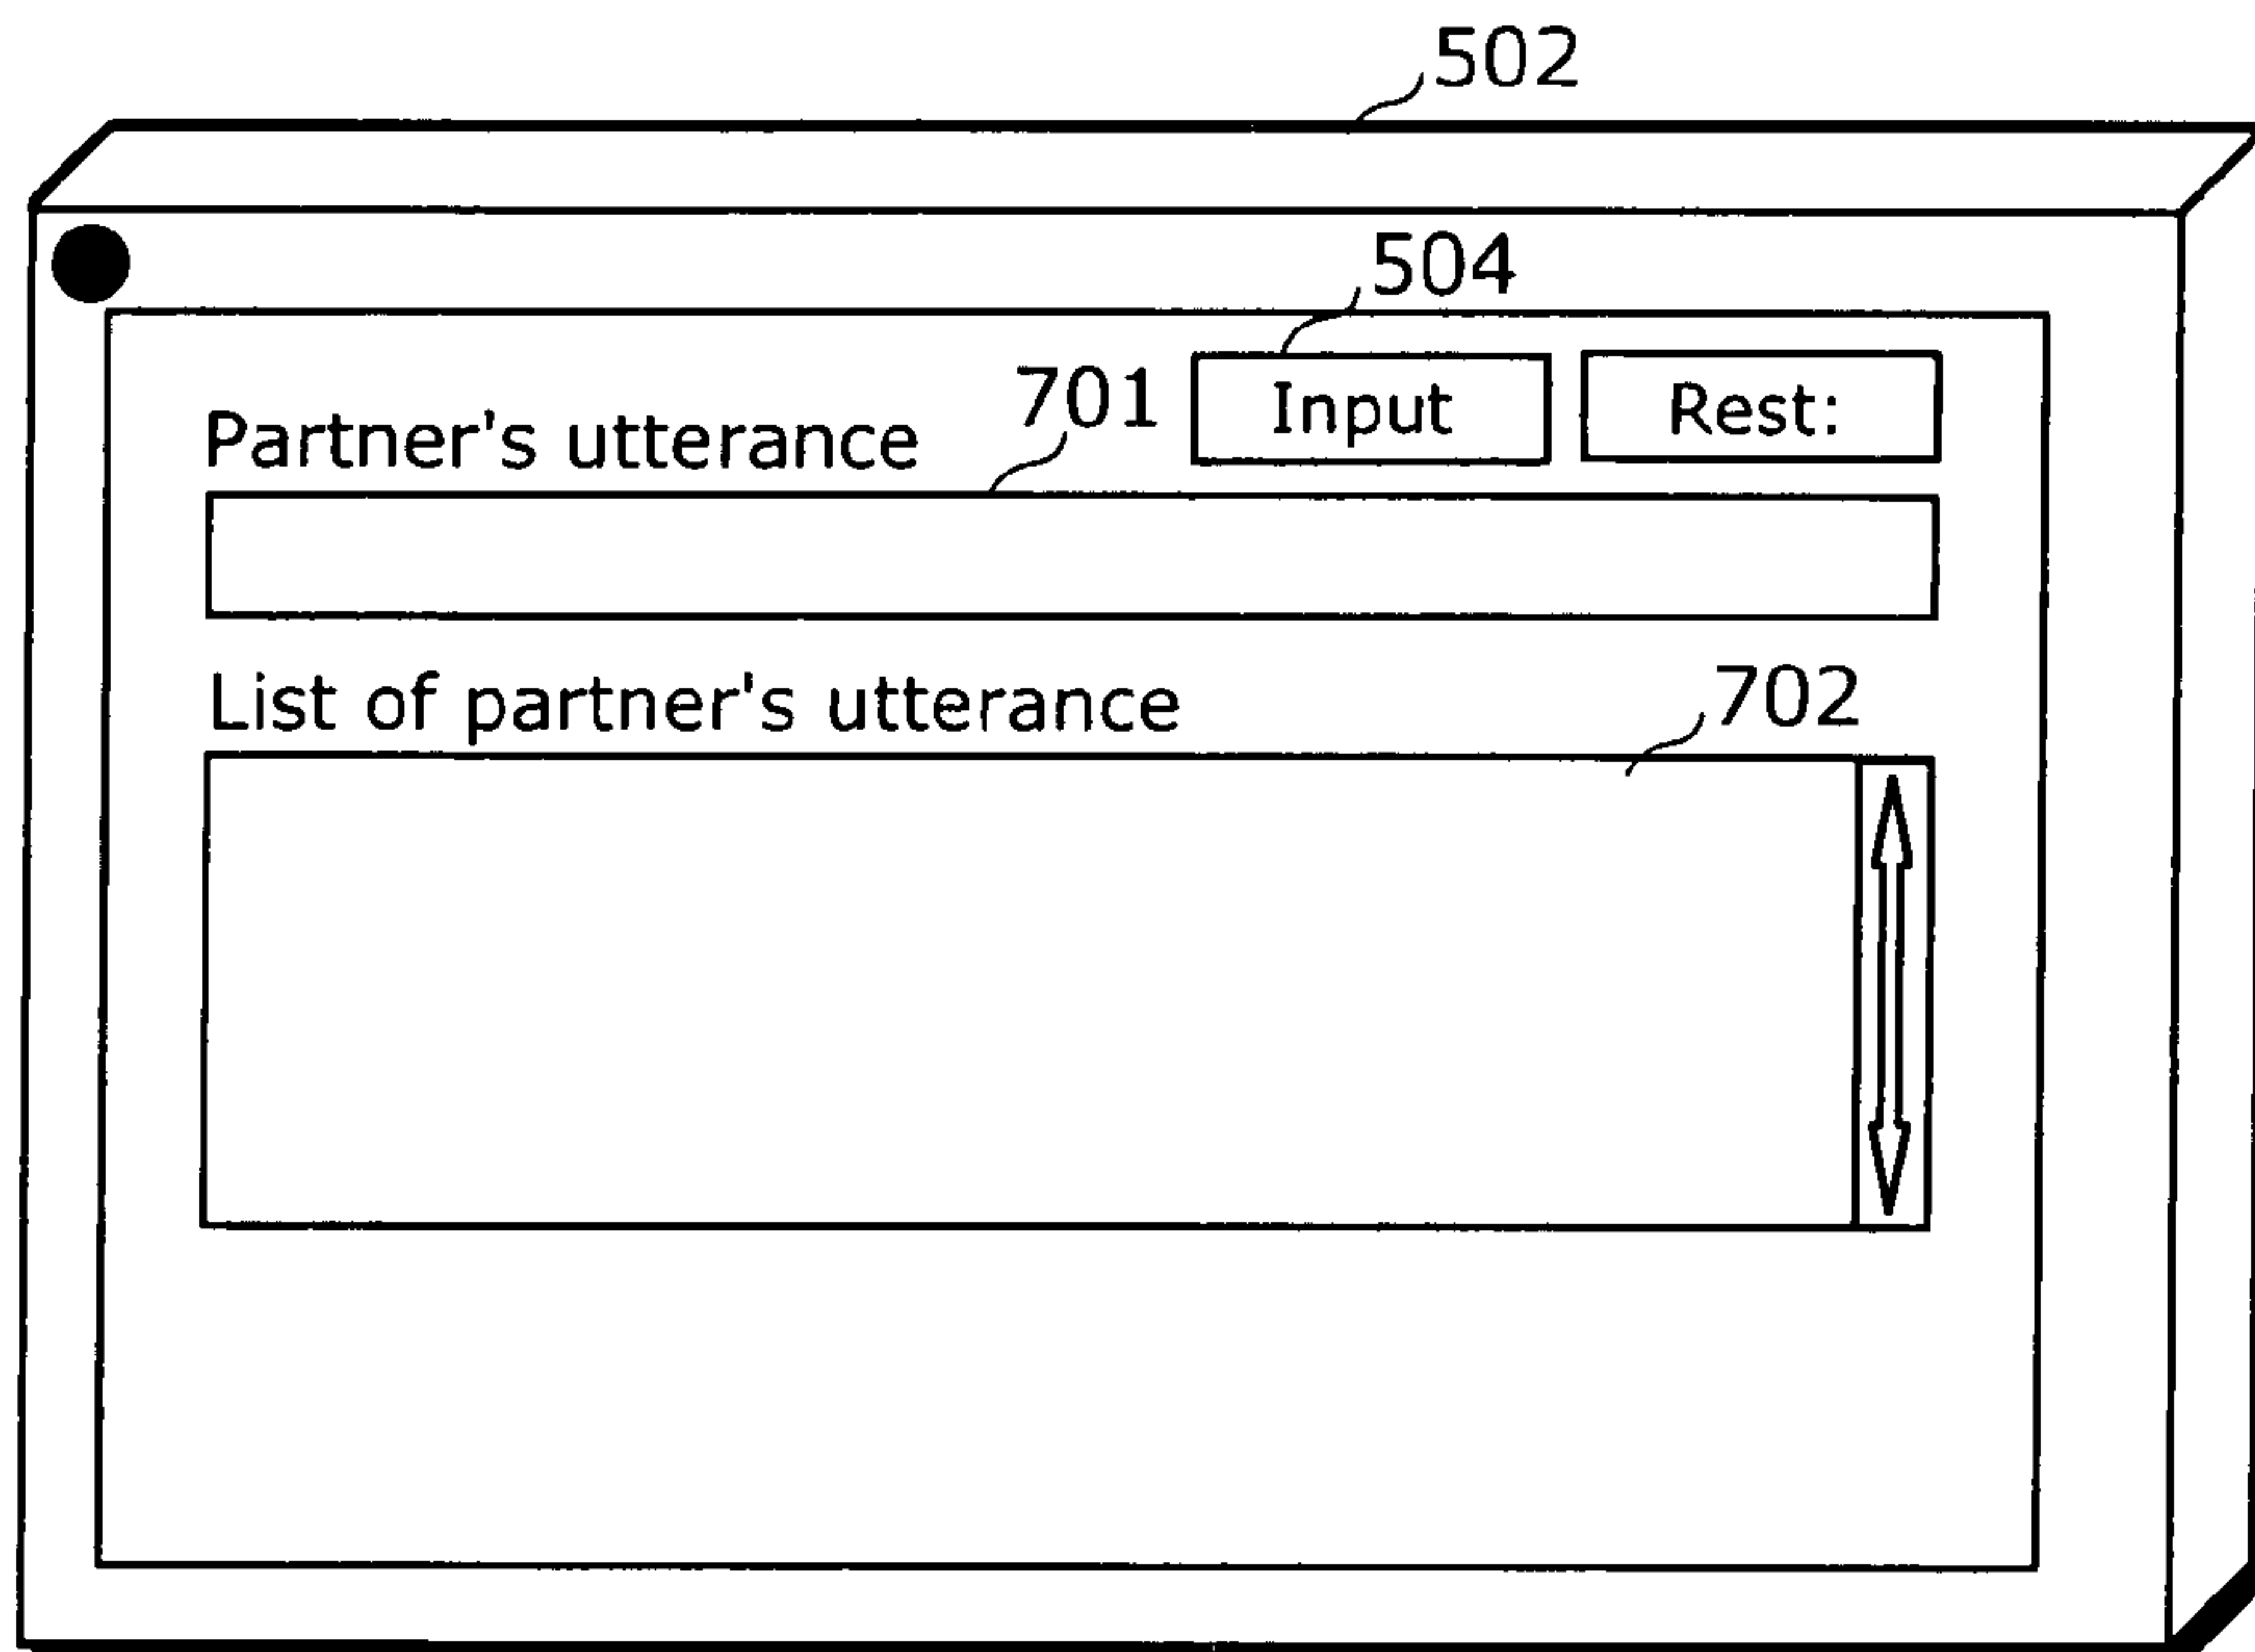 502
504
701
Input
Rest:
Partner's utterance
List of partner's utterance
702